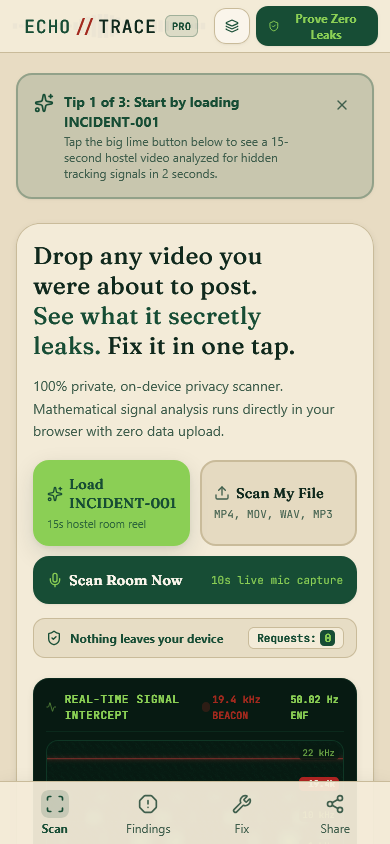 ECHO // TRACE PRO
Prove Zero
Leaks
Tip 1 of 3: Start by loading
INCIDENT-001
Tap the big lime button below to see a 15-
second hostel video analyzed for hidden
tracking signals in 2 seconds.
Drop any video you
were about to post.
See what it secretly
leaks. Fix it in one tap.
100% private, on-device privacy scanner.
Mathematical signal analysis runs directly in your
browser with zero data upload.
Load
INCIDENT-001
15s hostel room reel
Scan My File
MP4, MOV, WAV, MP3
Scan Room Now 10s live mic capture
Nothing leaves your device Requests: 0
REAL-TIME SIGNAL
INTERCEPT
19.4 kHz
BEACON
50.02 Hz
ENF
22 kHz
Scan Findings Fix Share